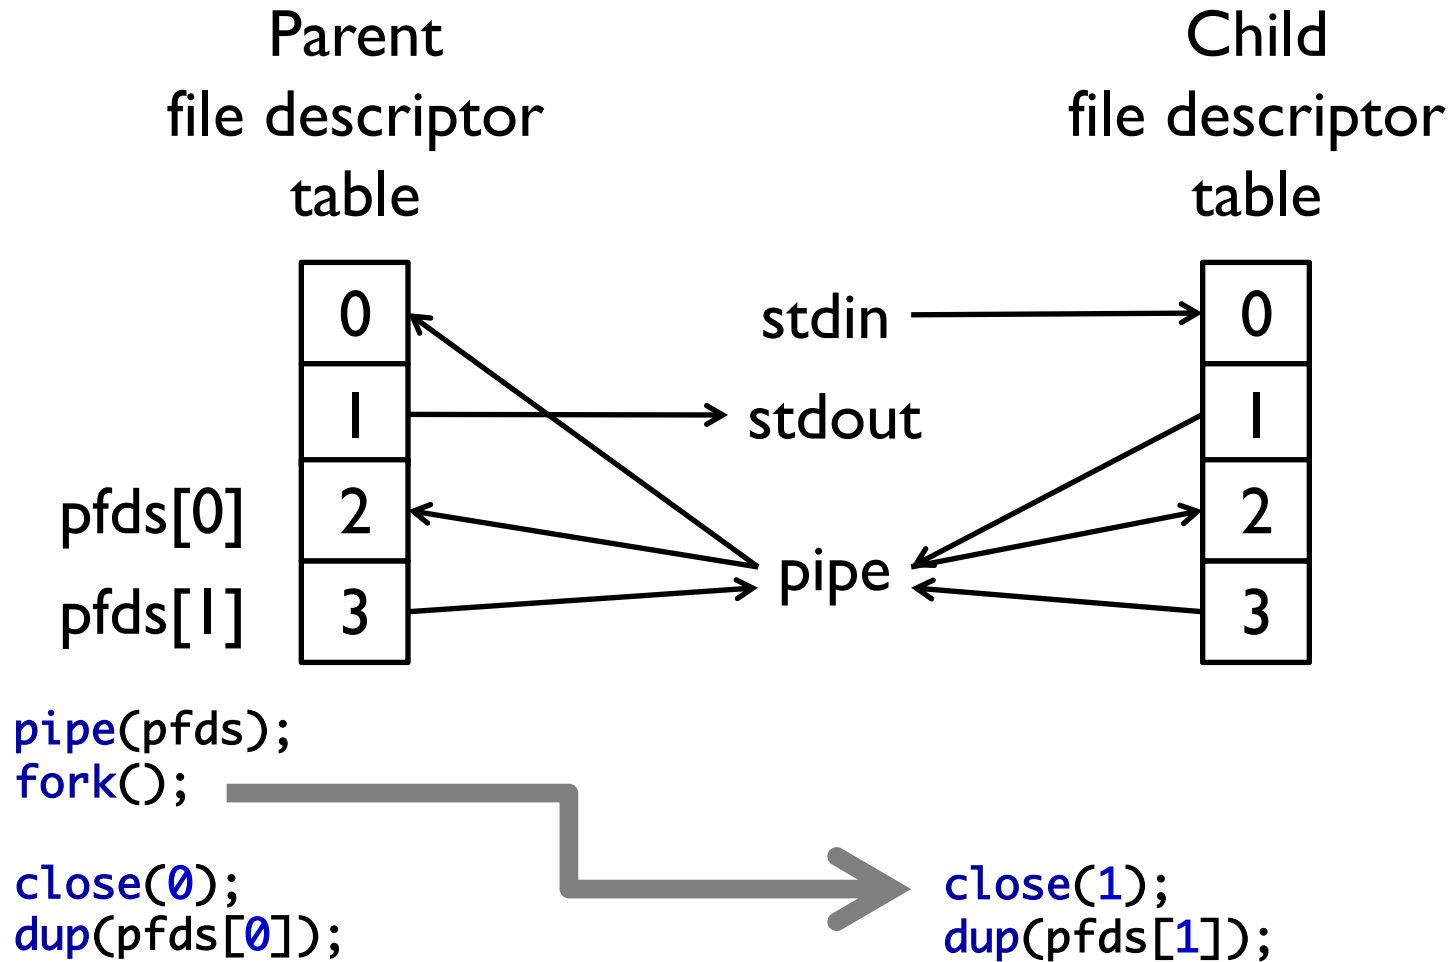 Parent
file descriptor
table
Child
file descriptor
table
0
1
pfds[0] 2
pfds[1] 3
stdin
stdout
pipe
0
1
2
3
pipe(pfds);
fork();
close(0);
dup(pfds[0]);
close(1);
dup(pfds[1]);